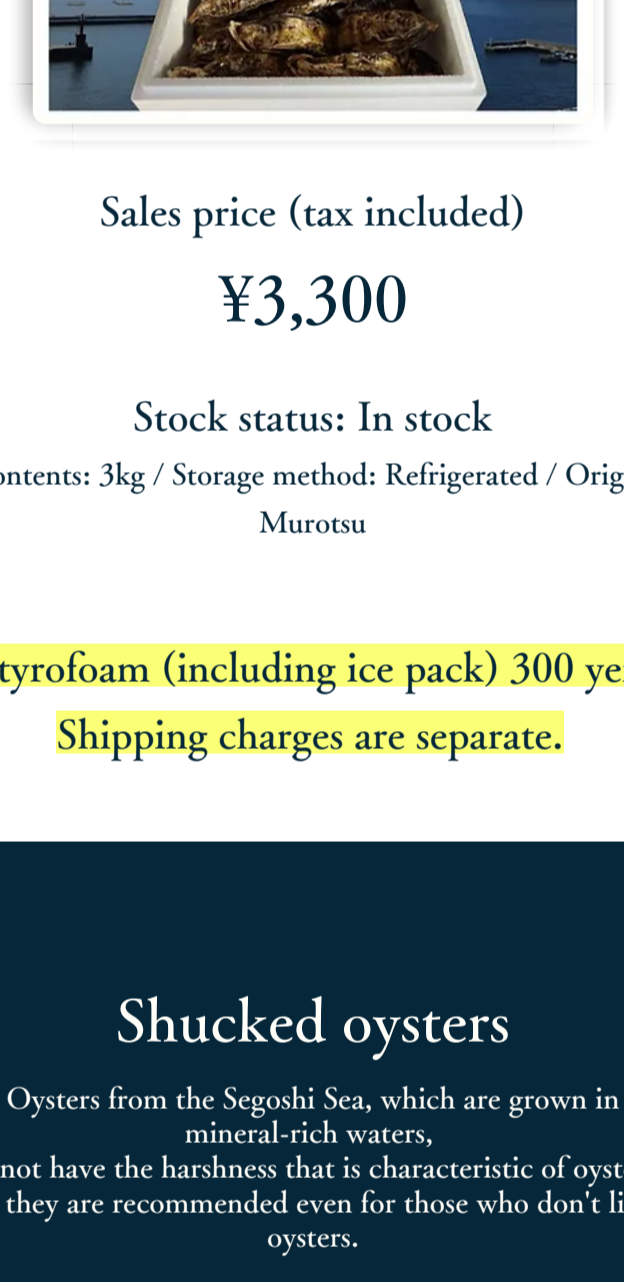 Sales price (tax included)
¥3,300
Stock status: In stock
ontents: 3kg / Storage method: Refrigerated / Orig
Murotsu
tyrofoam (including ice pack) 300 ye
Shipping charges are separate.
Shucked oysters
Oysters from the Segoshi Sea, which are grown in
mineral-rich waters,
not have the harshness that is characteristic of oyst
they are recommended even for those who don't li
oysters.